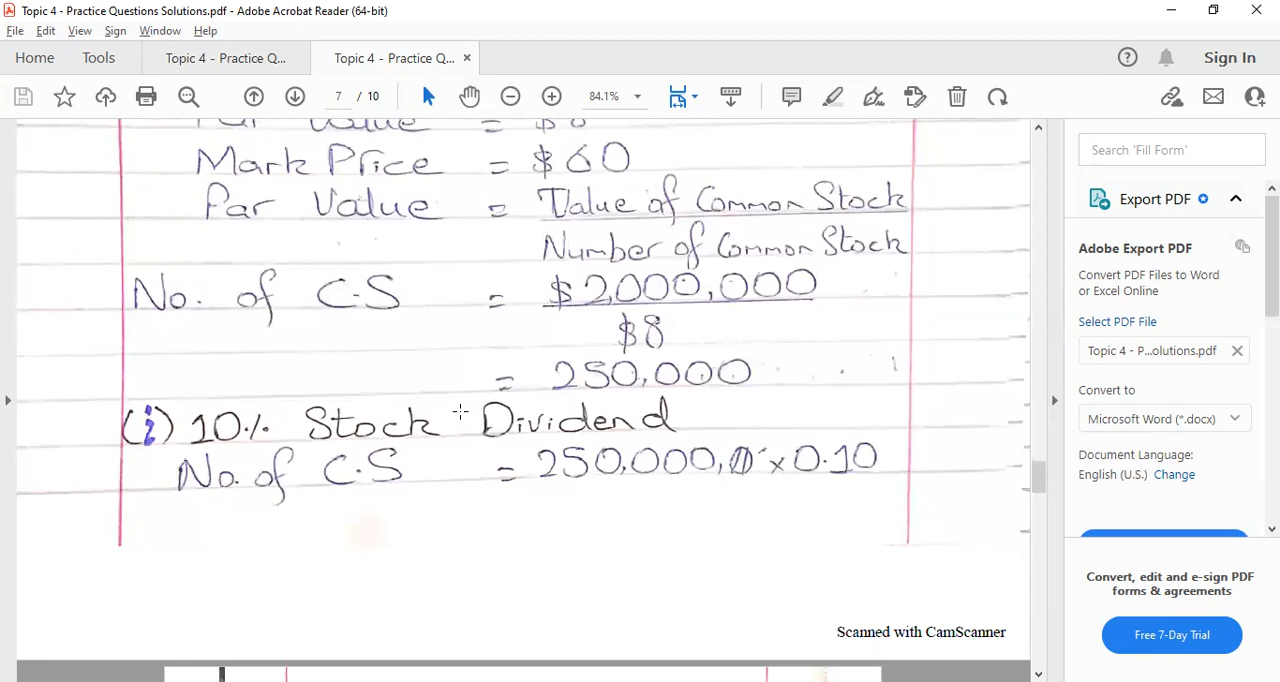 Topic 4 - Practice Questions Solutions.pdf - Adobe Acrobat Reader (64-bit)
File Edit View Sign Window Help
Home Tools Topic 4 - Practice Q... Topic 4 - Practice Q... × Sign In
7 / 10 84.1%
Par Value = $8
Mark Price = $60
Par Value = Value of Common Stock
Number of Common Stock
No. of C.S = $2,000,000
$8
= 250,000
(i) 10% Stock Dividend
No. of C.S = 250,000, × 0.10
Scanned with CamScanner
Search 'Fill Form'
Export PDF
Adobe Export PDF
Convert PDF Files to Word
or Excel Online
Select PDF File
Topic 4 - P...olutions.pdf
Convert to
Microsoft Word (*.docx)
Document Language:
English (U.S.) Change
Convert, edit and e-sign PDF
forms & agreements
Free 7-Day Trial